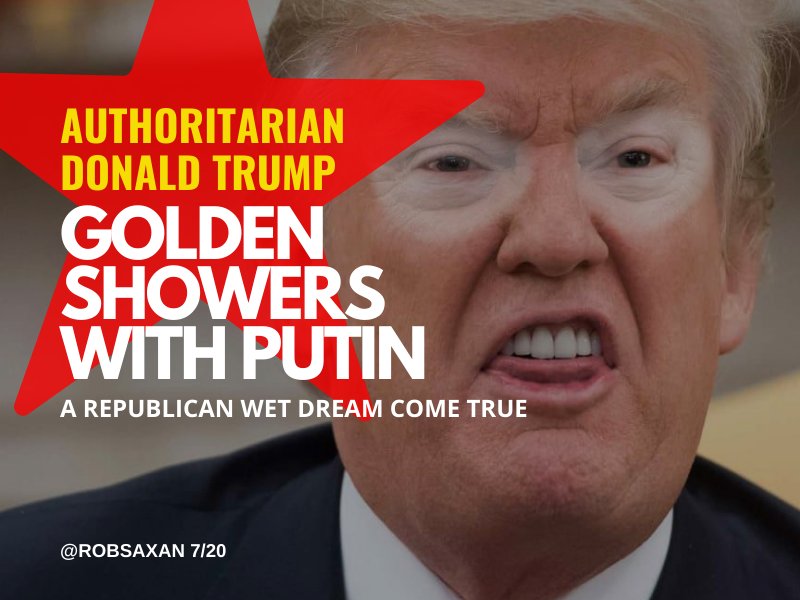 AUTHORITARIAN
DONALD TRUMP
GOLDEN
SHOWERS
WITH PUTIN
A REPUBLICAN WET DREAM COME TRUE
@ROBSAXAN 7/20